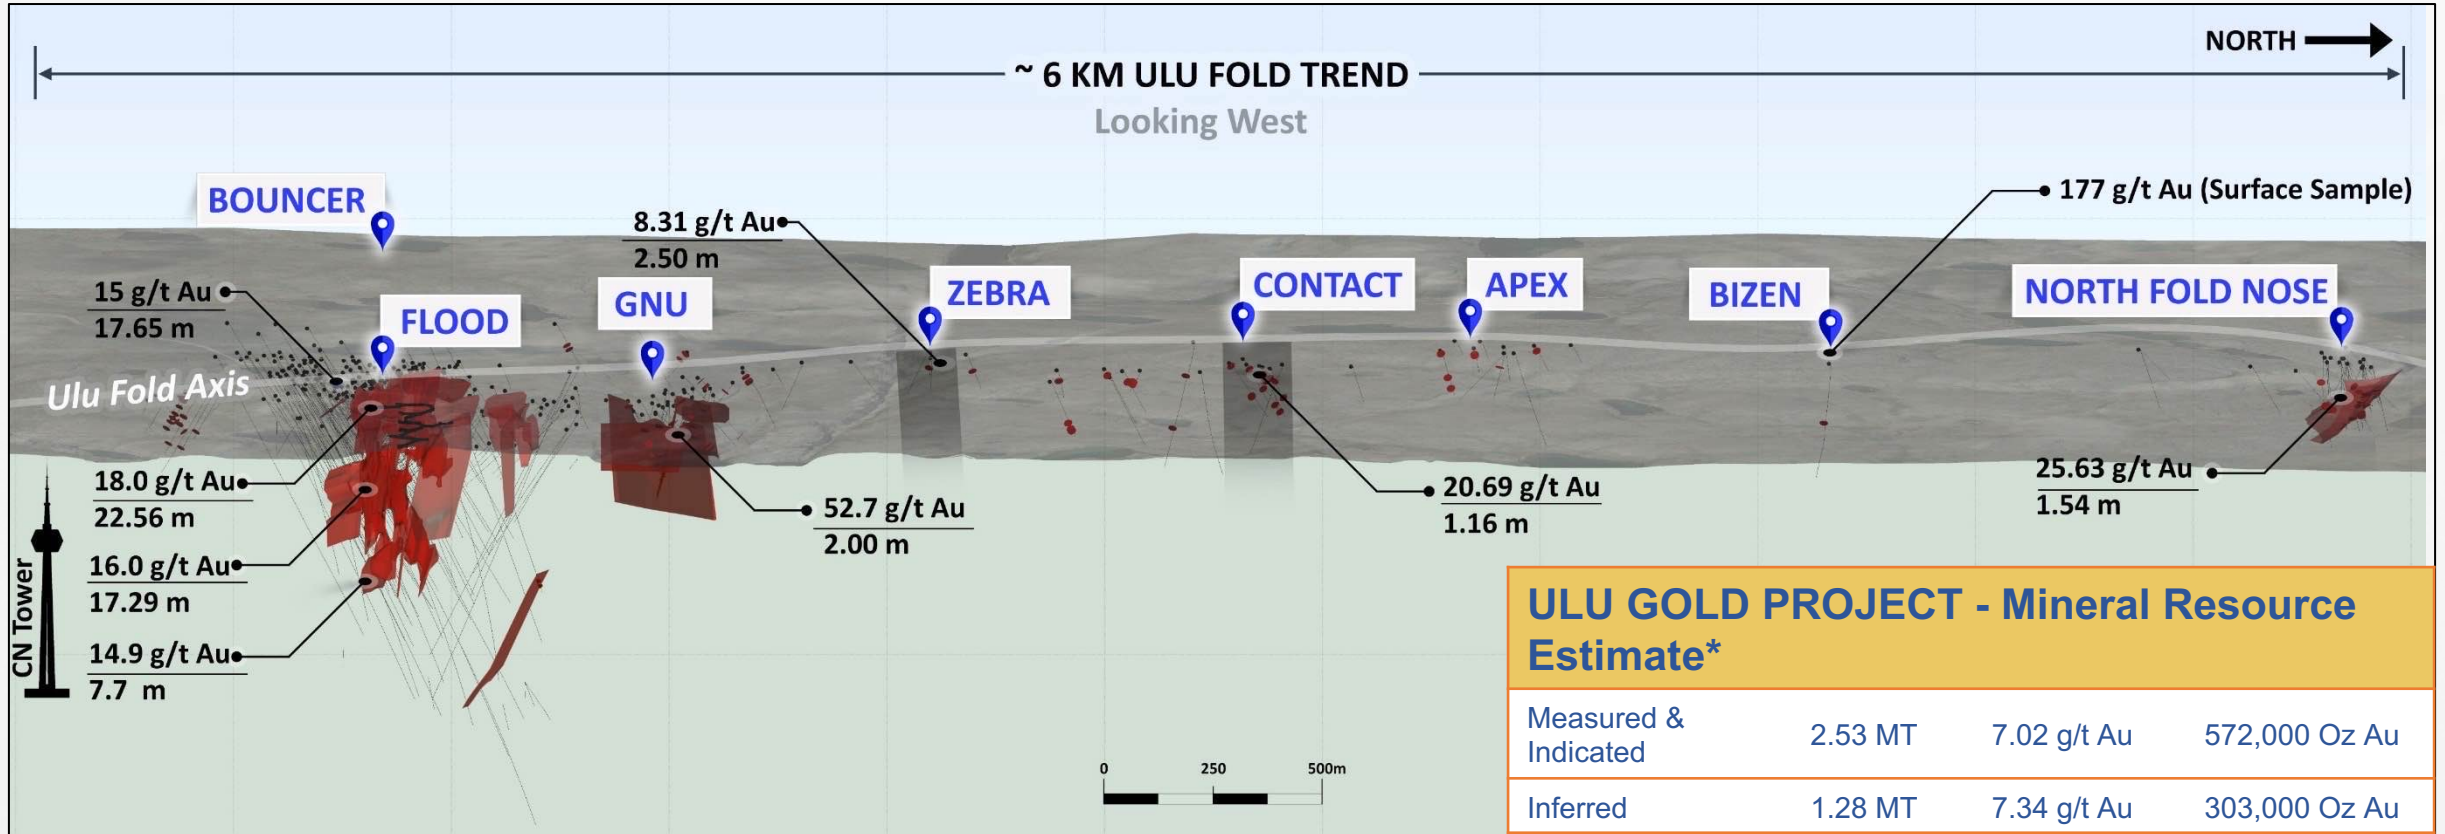 NORTH
~ 6 KM ULU FOLD TREND
Looking West
BOUNCER
177 g/t Au (Surface Sample)
8.31 g/t Au
2.50 m
15 g/t Au
17.65 m
FLOOD
GNU
ZEBRA
CONTACT
APEX
BIZEN
NORTH FOLD NOSE
Ulu Fold Axis
18.0 g/t Au
22.56 m
52.7 g/t Au
2.00 m
20.69 g/t Au
1.16 m
25.63 g/t Au
1.54 m
CN Tower
16.0 g/t Au
17.29 m
14.9 g/t Au
7.7 m
0 250 500m
ULU GOLD PROJECT - Mineral Resource
Estimate*
Measured &
Indicated 2.53 MT 7.02 g/t Au 572,000 Oz Au
Inferred 1.28 MT 7.34 g/t Au 303,000 Oz Au